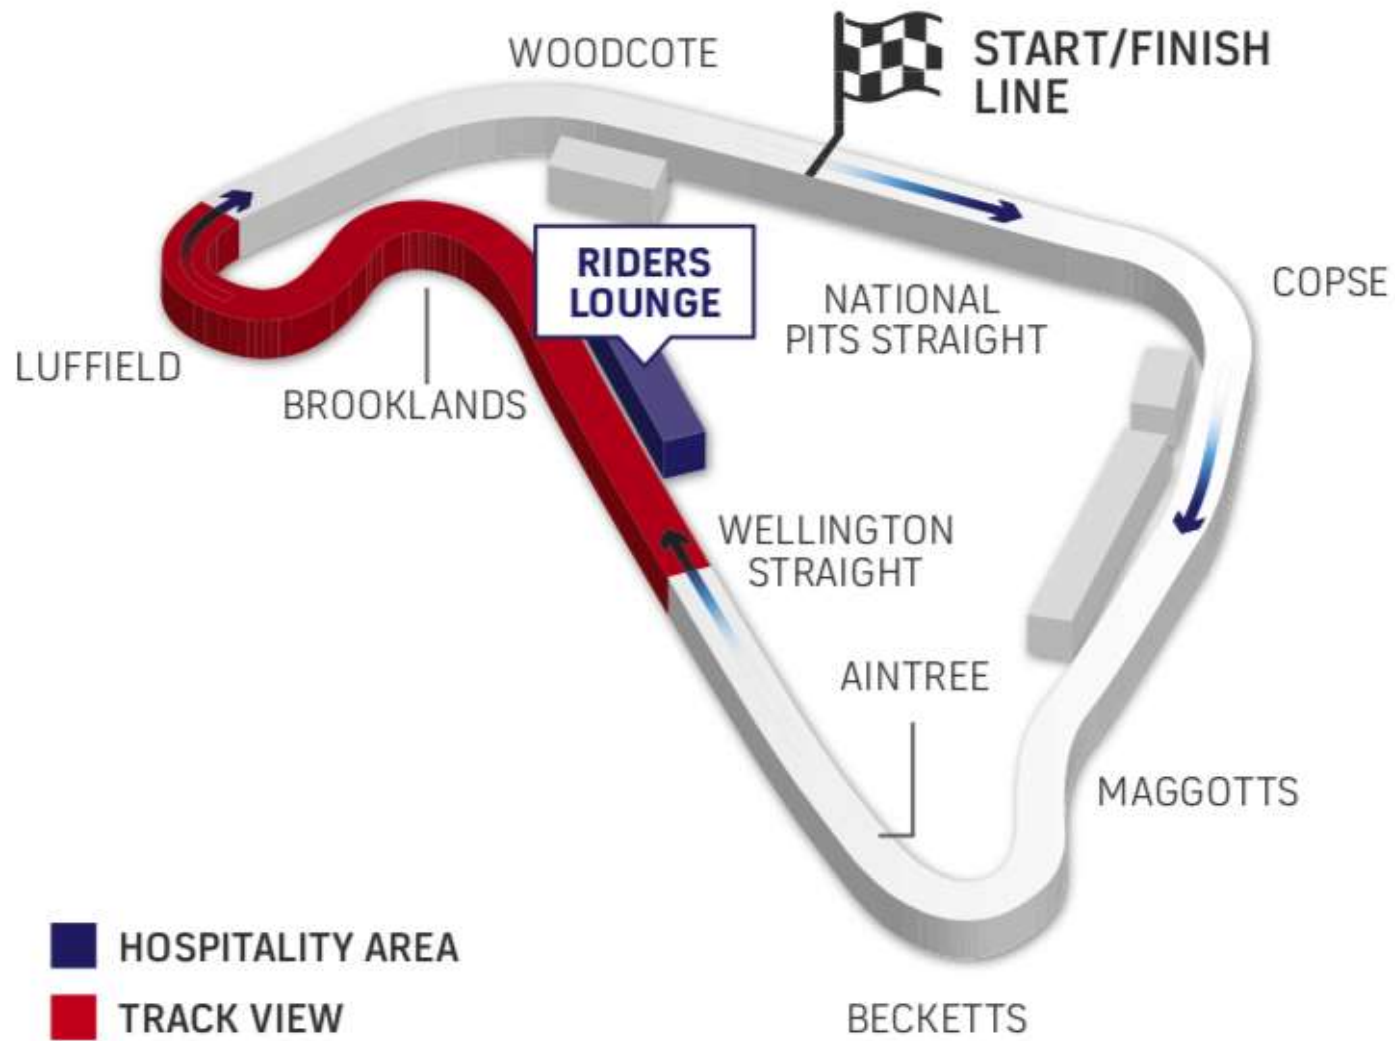 WOODCOTE
START/FINISH
LINE
COPSE
RIDERS
LOUNGE
NATIONAL
PITS STRAIGHT
LUFFIELD
BROOKLANDS
WELLINGTON
STRAIGHT
AINTREE
MAGGOTTS
HOSPITALITY AREA
TRACK VIEW
BECKETTS